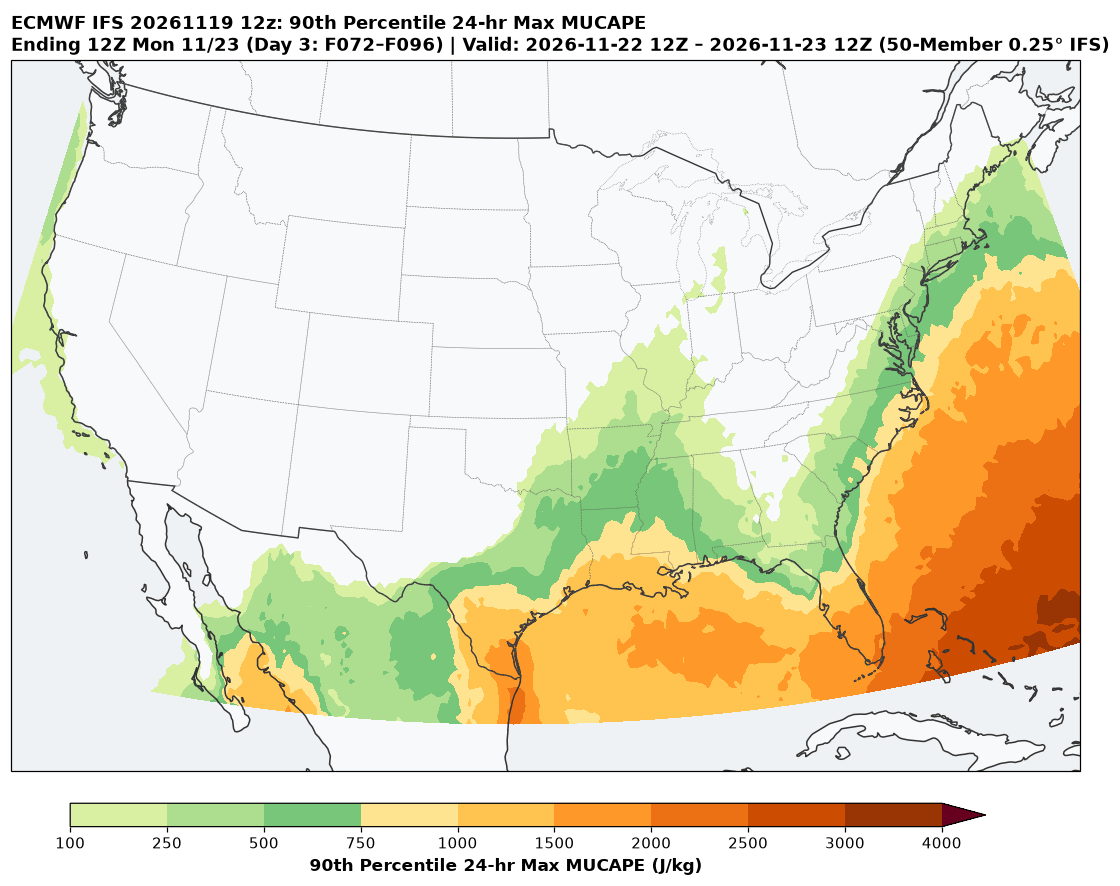 ECMWF IFS 20261119 12z: 90th Percentile 24-hr Max MUCAPE
Ending 12Z Mon 11/23 (Day 3: F072–F096) | Valid: 2026-11-22 12Z – 2026-11-23 12Z (50-Member 0.25° IFS)
100 250 500 750 1000 1500 2000 2500 3000 4000
90th Percentile 24-hr Max MUCAPE (J/kg)